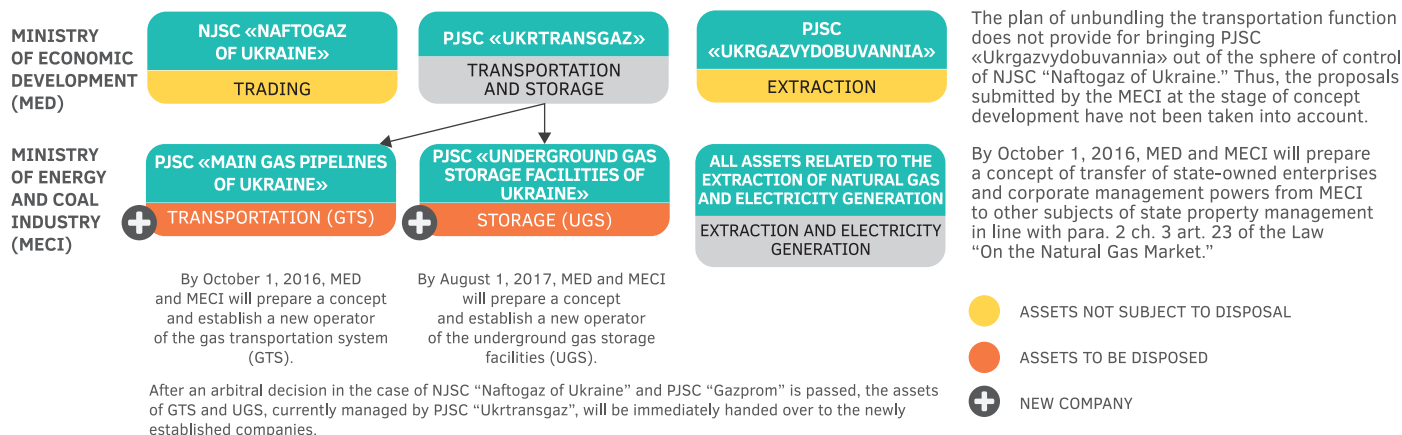 MINISTRY
OF ECONOMIC
DEVELOPMENT
(MED)
NJSC «NAFTOGAZ
OF UKRAINE»
TRADING
PJSC «UKRTRANSGAZ»
TRANSPORTATION
AND STORAGE
PJSC
«UKRGAZVYDOBUVANNIA»
EXTRACTION
MINISTRY
OF ENERGY
AND COAL
INDUSTRY
(MECI)
PJSC «MAIN GAS PIPELINES
OF UKRAINE»
TRANSPORTATION (GTS)
PJSC «UNDERGROUND GAS
STORAGE FACILITIES OF
UKRAINE»
STORAGE (UGS)
ALL ASSETS RELATED TO THE
EXTRACTION OF NATURAL GAS
AND ELECTRICITY GENERATION
EXTRACTION AND ELECTRICITY
GENERATION
By October 1, 2016, MED
and MECI will prepare a concept
and establish a new operator
of the gas transportation system
(GTS).
By August 1, 2017, MED and MECI
will prepare a concept
and establish a new operator
of the underground gas storage
facilities (UGS).
After an arbitral decision in the case of NJSC “Naftogaz of Ukraine” and PJSC “Gazprom” is passed, the assets
of GTS and UGS, currently managed by PJSC “Ukrtransgaz”, will be immediately handed over to the newly
established companies.
The plan of unbundling the transportation function
does not provide for bringing PJSC
«Ukrgazvydobuvannia» out of the sphere of control
of NJSC “Naftogaz of Ukraine.” Thus, the proposals
submitted by the MECI at the stage of concept
development have not been taken into account.
By October 1, 2016, MED and MECI will prepare
a concept of transfer of state-owned enterprises
and corporate management powers from MECI
to other subjects of state property management
in line with para. 2 ch. 3 art. 23 of the Law
“On the Natural Gas Market.”
ASSETS NOT SUBJECT TO DISPOSAL
ASSETS TO BE DISPOSED
NEW COMPANY